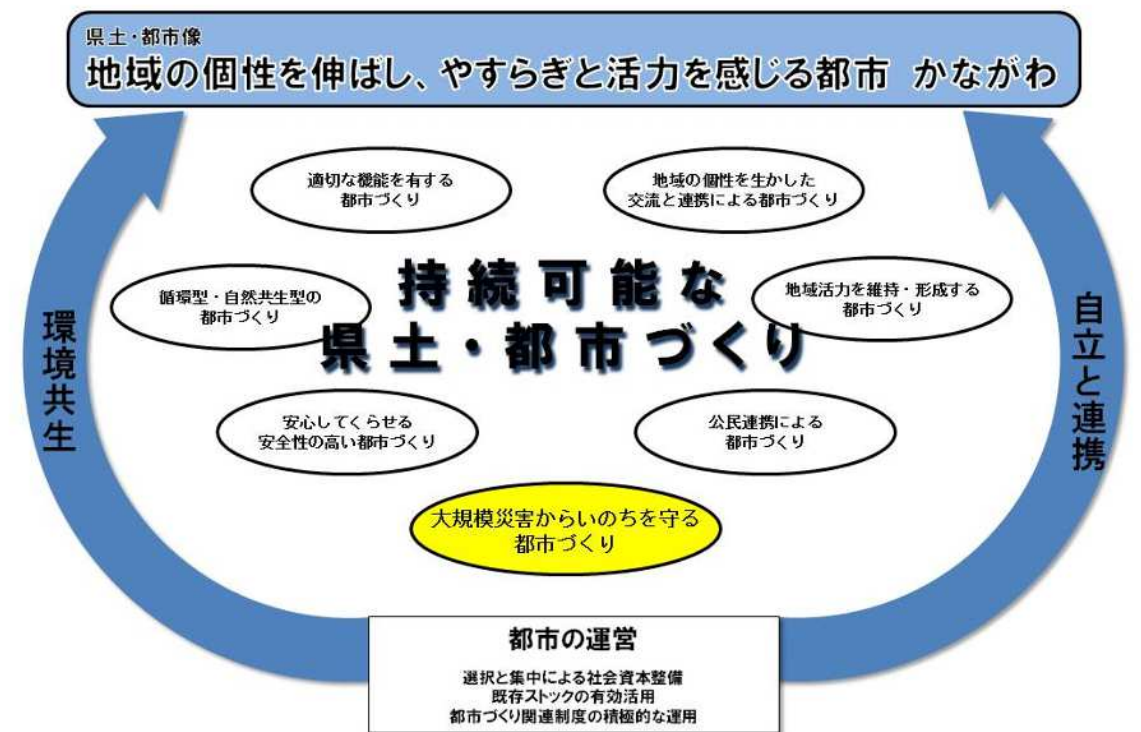 県土・都市像
地域の個性を伸ばし、やすらぎと活力を感じる都市 かながわ
適切な機能を有する
都市づくり
地域の個性を生かした
交流と連携による都市づくり
持続可能な
県土・都市づくり
循環型・自然共生型の
都市づくり
地域活力を維持・形成する
都市づくり
環境共生
自立と連携
安心してくらせる
安全性の高い都市づくり
公民連携による
都市づくり
大規模災害からいのちを守る
都市づくり
都市の運営
選択と集中による社会資本整備
既存ストックの有効活用
都市づくり関連制度の積極的な運用